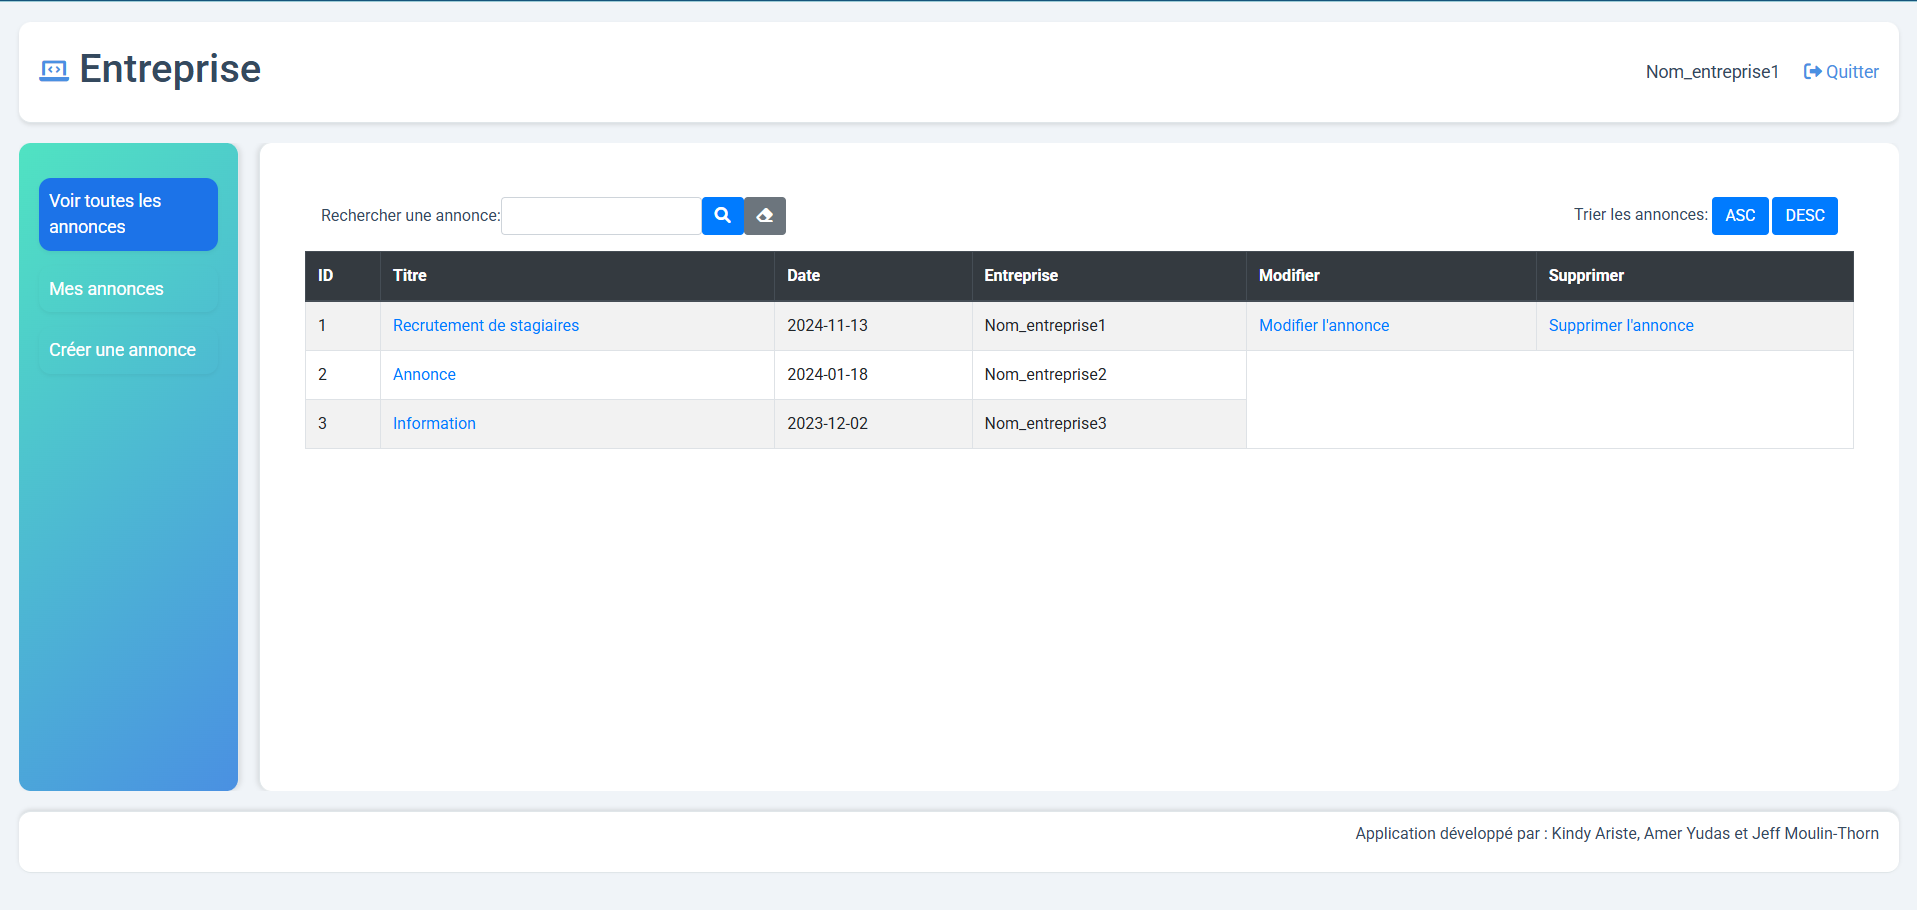 Entreprise
Nom_entreprise1 Quitter
Voir toutes les
annonces
Mes annonces
Créer une annonce
Rechercher une annonce:
Trier les annonces: ASC DESC
ID Titre Date Entreprise Modifier Supprimer
1 Recrutement de stagiaires 2024-11-13 Nom_entreprise1 Modifier l'annonce Supprimer l'annonce
2 Annonce 2024-01-18 Nom_entreprise2
3 Information 2023-12-02 Nom_entreprise3
Application développé par : Kindy Ariste, Amer Yudas et Jeff Moulin-Thorn